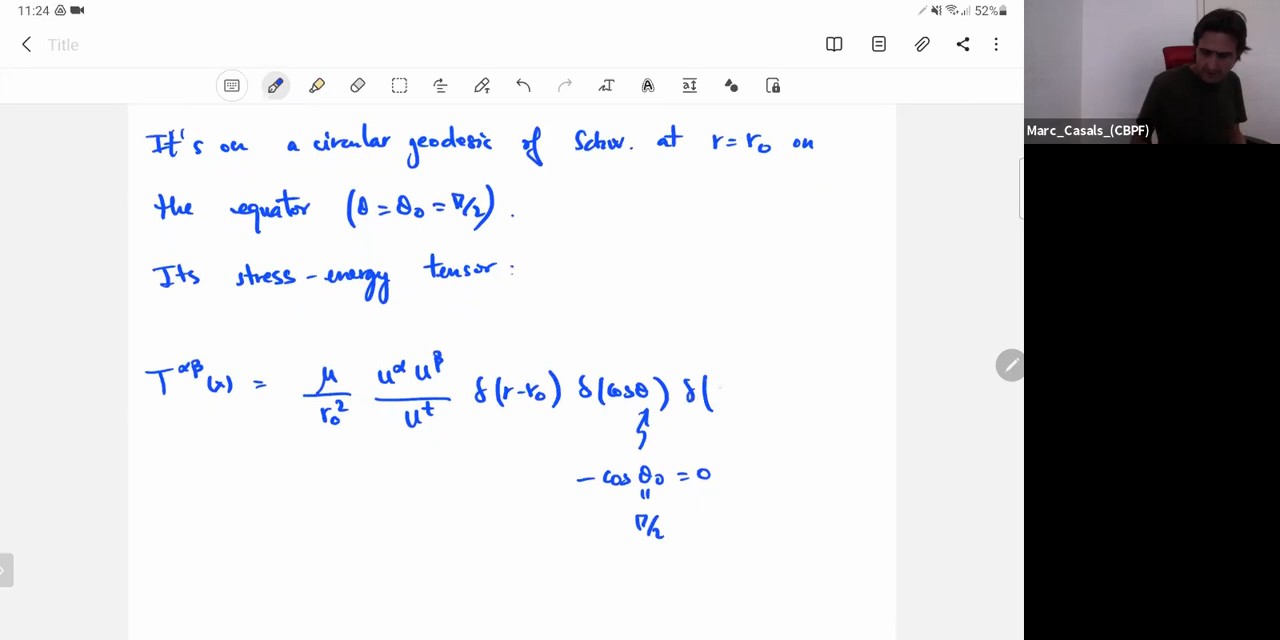 11:24 52%
Title
Marc_Casals_(CBPF)
It's on a circular geodesic of Schw. at r = r₀ on
the equator (θ = θ₀ = π/2).
Its stress-energy tensor :
T^{αβ}(x) = μ/r₀² u^α u^β/u^t δ(r-r₀) δ(cosθ) δ(
- cos θ₀ = 0
"
π/2